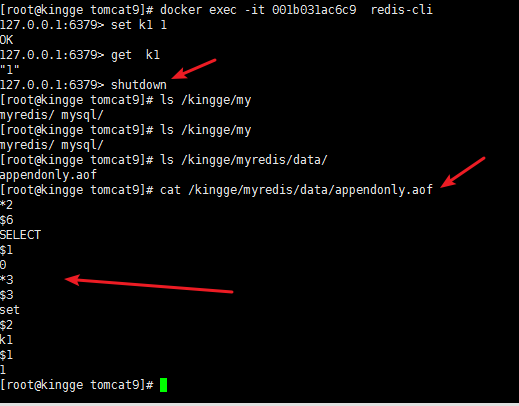 [root@kingge tomcat9]# docker exec -it 001b031ac6c9  redis-cli
127.0.0.1:6379> set k1 1
OK
127.0.0.1:6379> get  k1
"1"
127.0.0.1:6379> shutdown
[root@kingge tomcat9]# ls /kingge/my
myredis/ mysql/
[root@kingge tomcat9]# ls /kingge/my
myredis/ mysql/
[root@kingge tomcat9]# ls /kingge/myredis/data/
appendonly.aof
[root@kingge tomcat9]# cat /kingge/myredis/data/appendonly.aof
*2
$6
SELECT
$1
0
*3
$3
set
$2
k1
$1
1
[root@kingge tomcat9]#